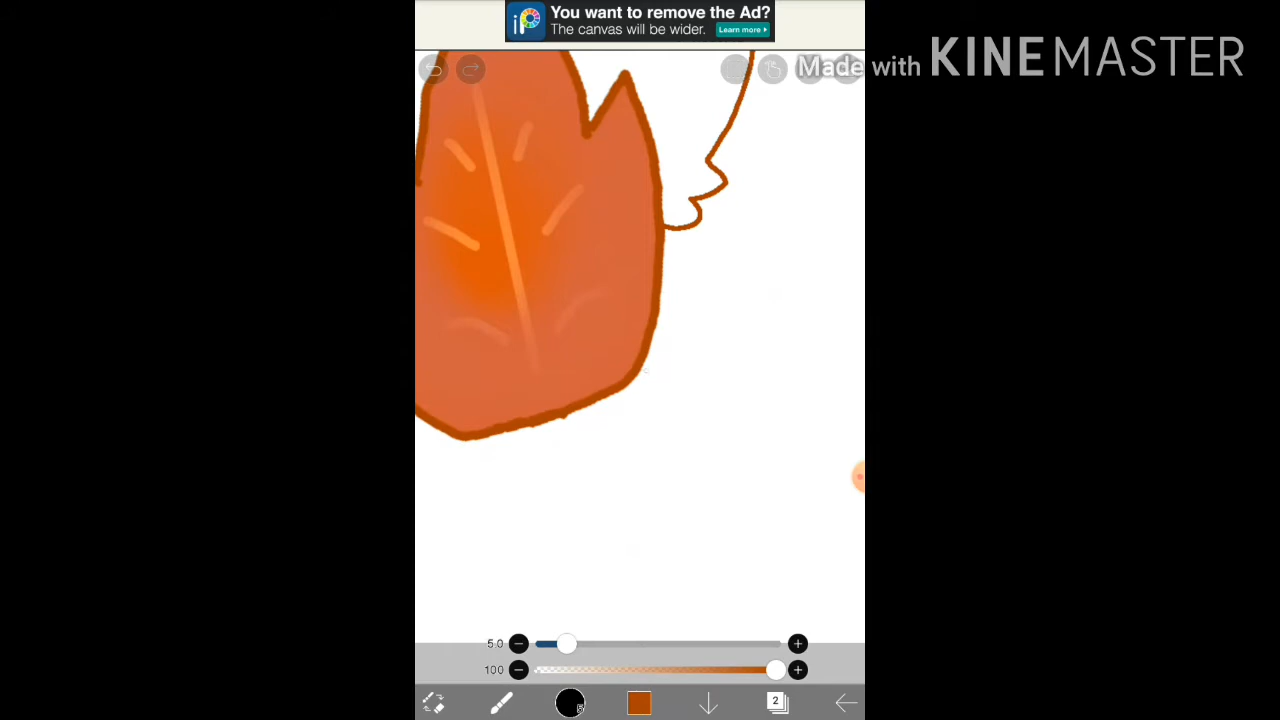 You want to remove the Ad?
The canvas will be wider.
Learn more
Made with KINEMASTER
5.0
100
5
2